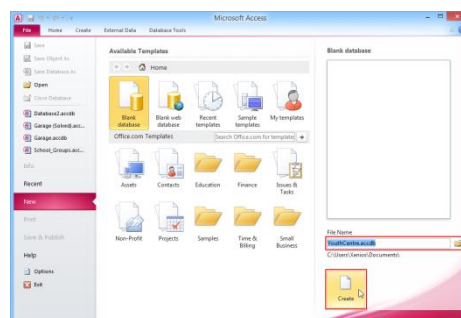 Microsoft Access
File Home Create External Data Database Tools
Save
Save Object As
Save Database As
Open
Close Database
Database2.accdb
Garage (Solved).acc...
Garage.accdb
School_Groups.acc...
Info
Recent
New
Print
Save & Publish
Help
Options
Exit
Available Templates
Home
Blank database
Blank web database
Recent templates
Sample templates
My templates
Office.com Templates
Search Office.com for templates
Assets
Contacts
Education
Finance
Issues & Tasks
Non-Profit
Projects
Samples
Time & Billing
Small Business
Blank database
File Name
YouthCentre.accdb
C:\Users\Xenios\Documents\
Create